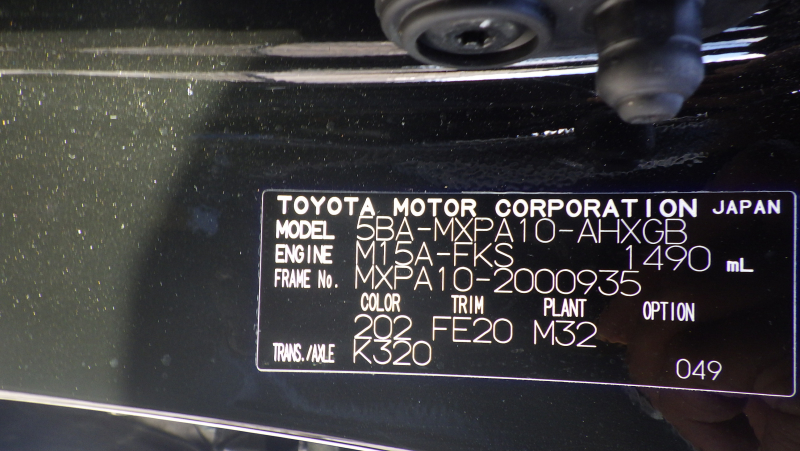 TOYOTA MOTOR CORPORATION JAPAN
MODEL 5BA-MXPA10-AHXGB
ENGINE M15A-FKS 1490 mL
FRAME No. MXPA10-2000935
COLOR TRIM PLANT OPTION
202 FE20 M32
TRANS./AXLE K320
049